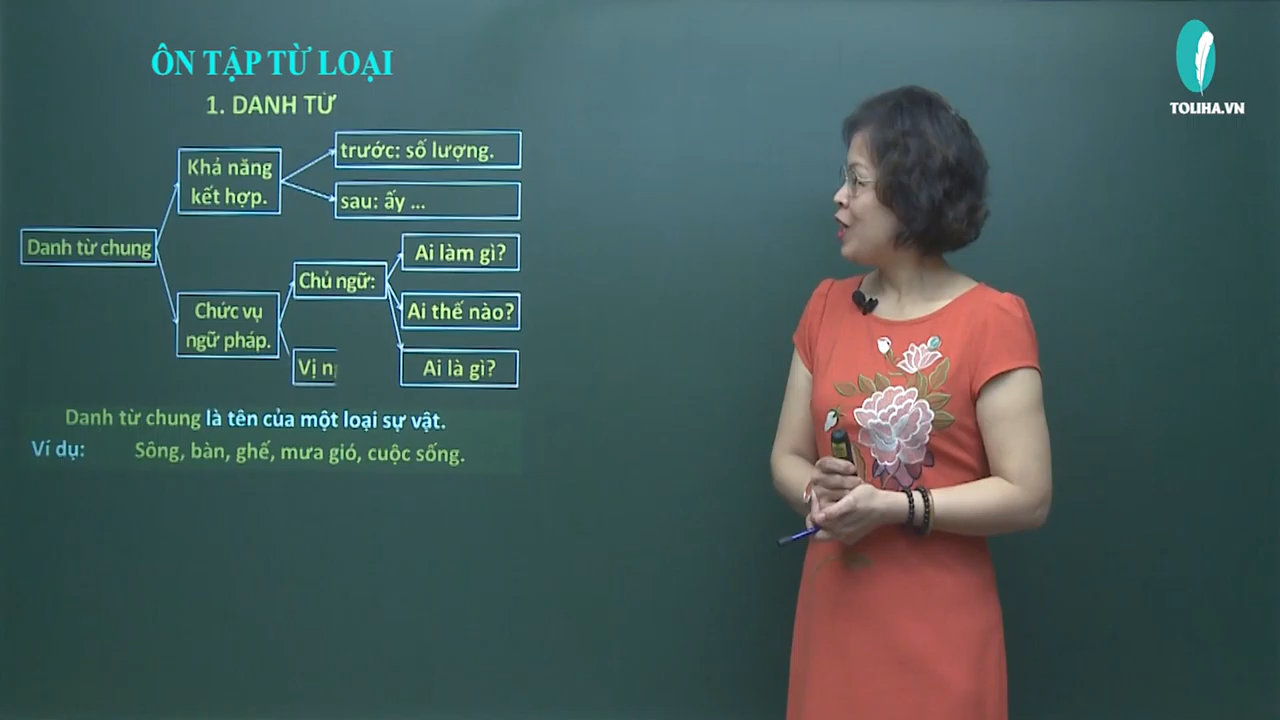 ÔN TẬP TỪ LOẠI
TOLIHA.VN
1. DANH TỪ
Khả năng
kết hợp.
trước: số lượng.
sau: ấy ...
Danh từ chung
Chức vụ
ngữ pháp.
Chủ ngữ:
Ai làm gì?
Ai thế nào?
Ai là gì?
Vị
Danh từ chung là tên của một loại sự vật.
Ví dụ: Sông, bàn, ghế, mưa gió, cuộc sống.